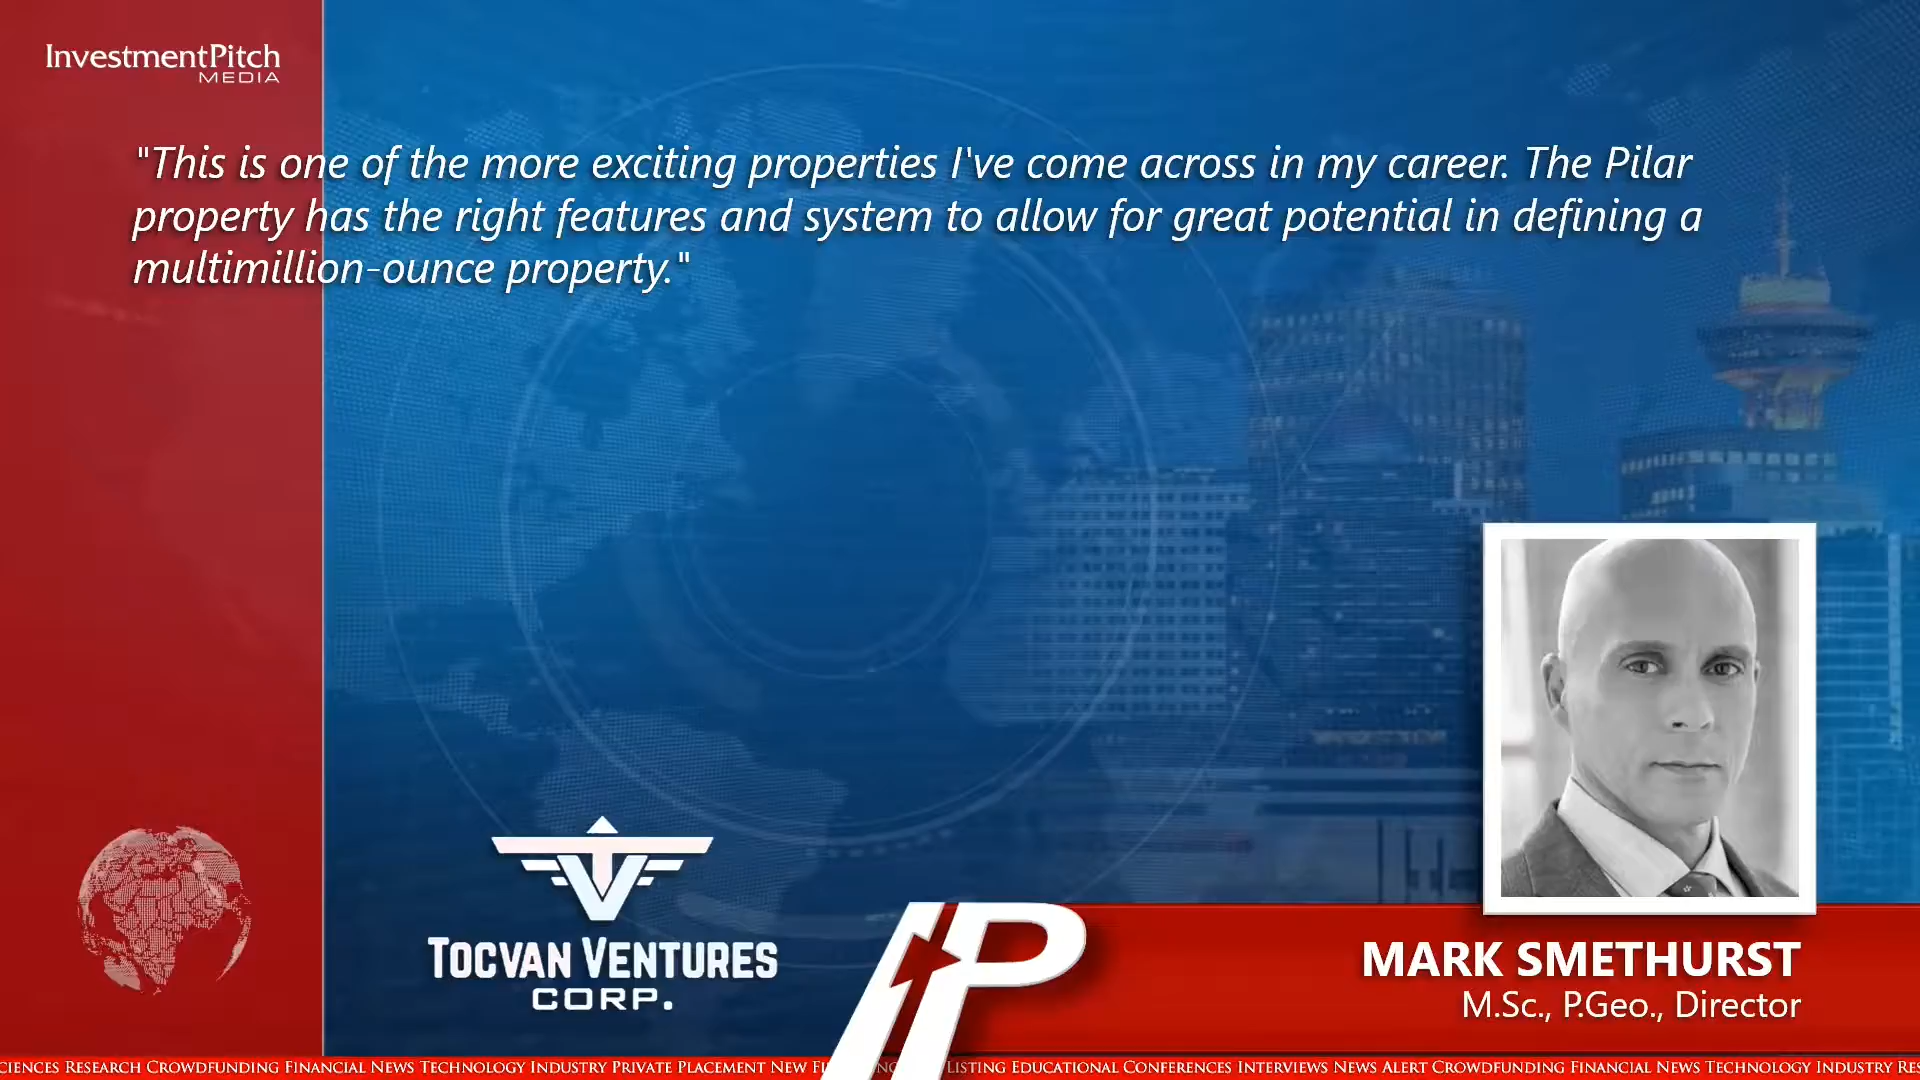 InvestmentPitch
MEDIA
"This is one of the more exciting properties I've come across in my career. The Pilar
property has the right features and system to allow for great potential in defining a
multimillion-ounce property."
TOCVAN VENTURES
CORP.
IP
MARK SMETHURST
M.Sc., P.Geo., Director
RESEARCH CROWDFUNDING FINANCIAL NEWS TECHNOLOGY INDUSTRY PRIVATE PLACEMENT NEW LISTING EDUCATIONAL CONFERENCES INTERVIEWS NEWS ALERT CROWDFUNDING FINANCIAL NEWS TECHNOLOGY INDUSTRY